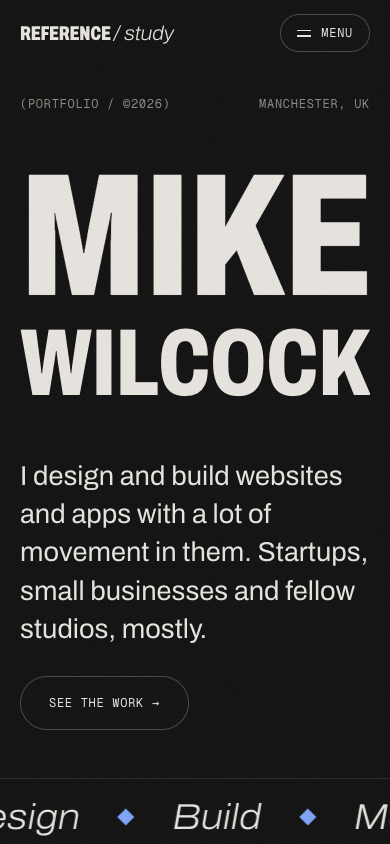 REFERENCE / study
MENU
(PORTFOLIO / ©2026)
MANCHESTER, UK
MIKE
WILCOCK
I design and build websites
and apps with a lot of
movement in them. Startups,
small businesses and fellow
studios, mostly.
SEE THE WORK →
esign ◆ Build ◆ M